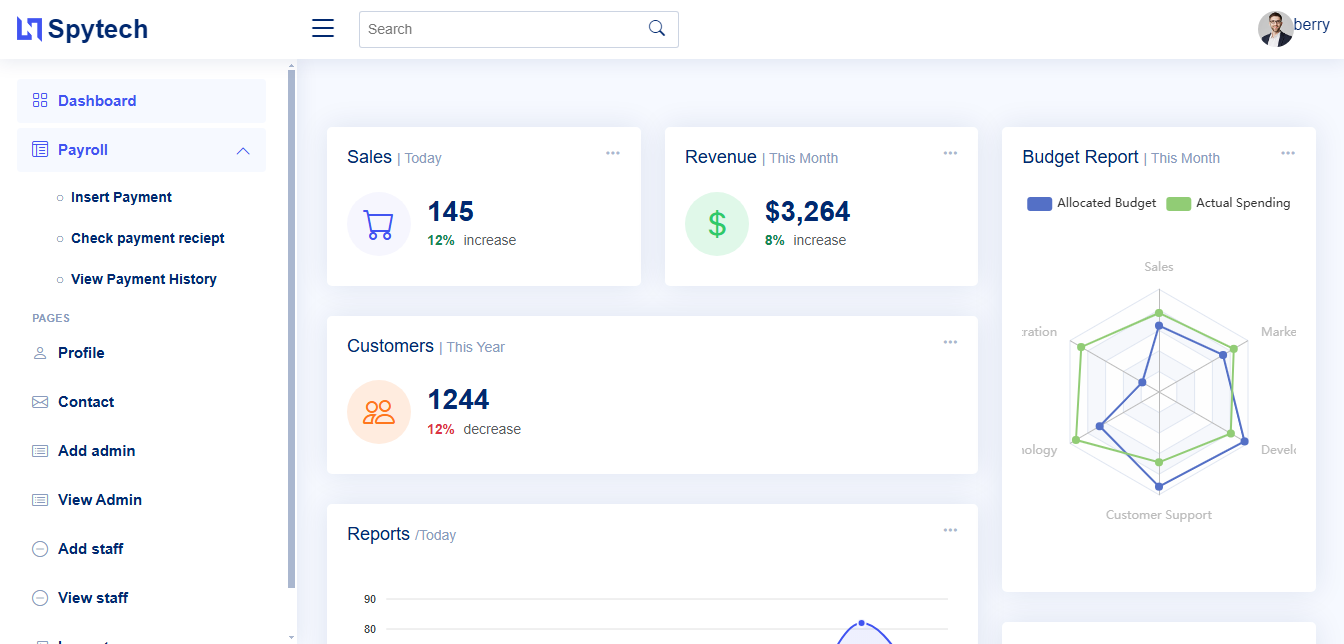 Spytech
Search
berry
Dashboard
Payroll
Insert Payment
Check payment reciept
View Payment History
PAGES
Profile
Contact
Add admin
View Admin
Add staff
View staff
Sales | Today
145
12% increase
Revenue | This Month
$3,264
8% increase
Customers | This Year
1244
12% decrease
Reports /Today
90
80
Budget Report | This Month
Allocated Budget Actual Spending
Sales
ration
Marke
nology
Develo
Customer Support